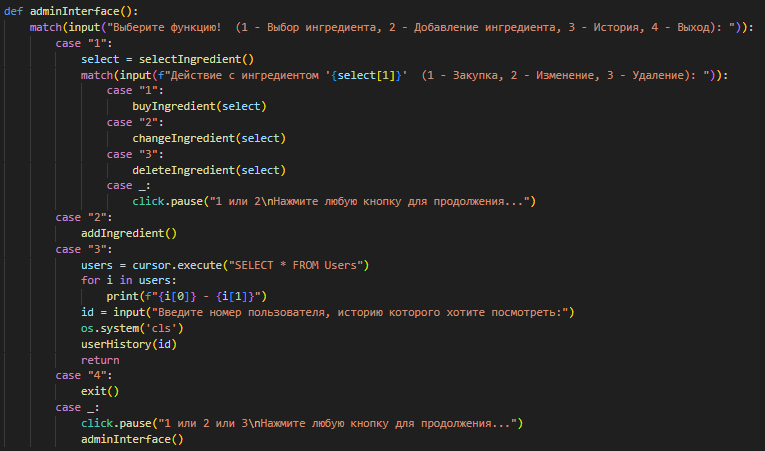 def adminInterface():
    match(input("Выберите функцию!  (1 - Выбор ингредиента, 2 - Добавление ингредиента, 3 - История, 4 - Выход): ")):
        case "1":
            select = selectIngredient()
            match(input(f"Действие с ингредиентом '{select[1]}'  (1 - Закупка, 2 - Изменение, 3 - Удаление): ")):
                case "1":
                    buyIngredient(select)
                case "2":
                    changeIngredient(select)
                case "3":
                    deleteIngredient(select)
                case _:
                    click.pause("1 или 2\nНажмите любую кнопку для продолжения...")
        case "2":
            addIngredient()
        case "3":
            users = cursor.execute("SELECT * FROM Users")
            for i in users:
                print(f"{i[0]} - {i[1]}")
            id = input("Введите номер пользователя, историю которого хотите посмотреть:")
            os.system('cls')
            userHistory(id)
            return
        case "4":
            exit()
        case _:
            click.pause("1 или 2 или 3\nНажмите любую кнопку для продолжения...")
            adminInterface()